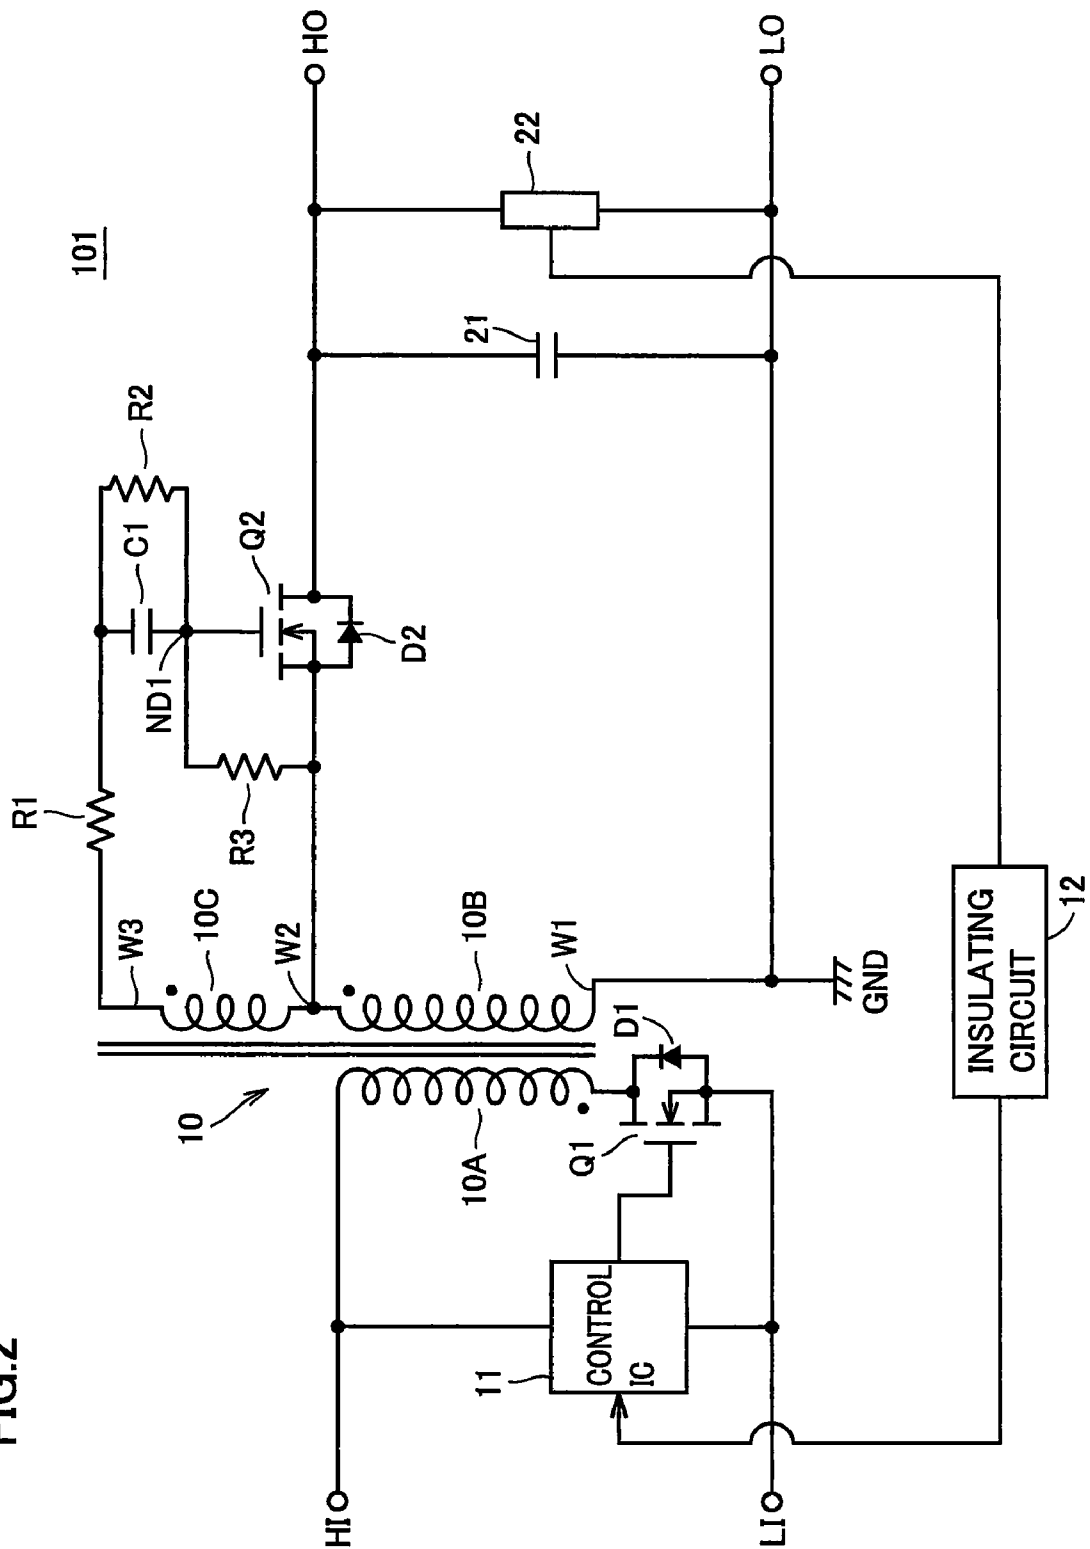 FIG.2
101
HI
LI
HO
LO
10
10A
10B
10C
W1
W2
W3
R1
R2
R3
C1
ND1
Q1
Q2
D1
D2
21
22
GND
11
CONTROL
IC
INSULATING
CIRCUIT
12